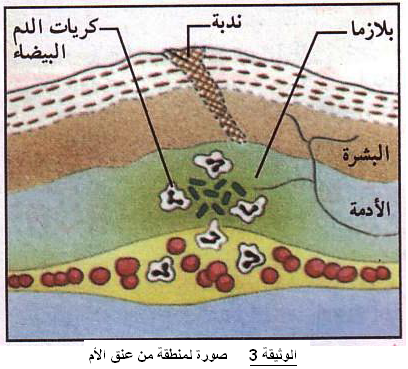 كريات الدم
البيضاء
ندبة
بلازما
البشرة
الأدمة
الوثيقة 3 صورة لمنطقة من عنق الأم